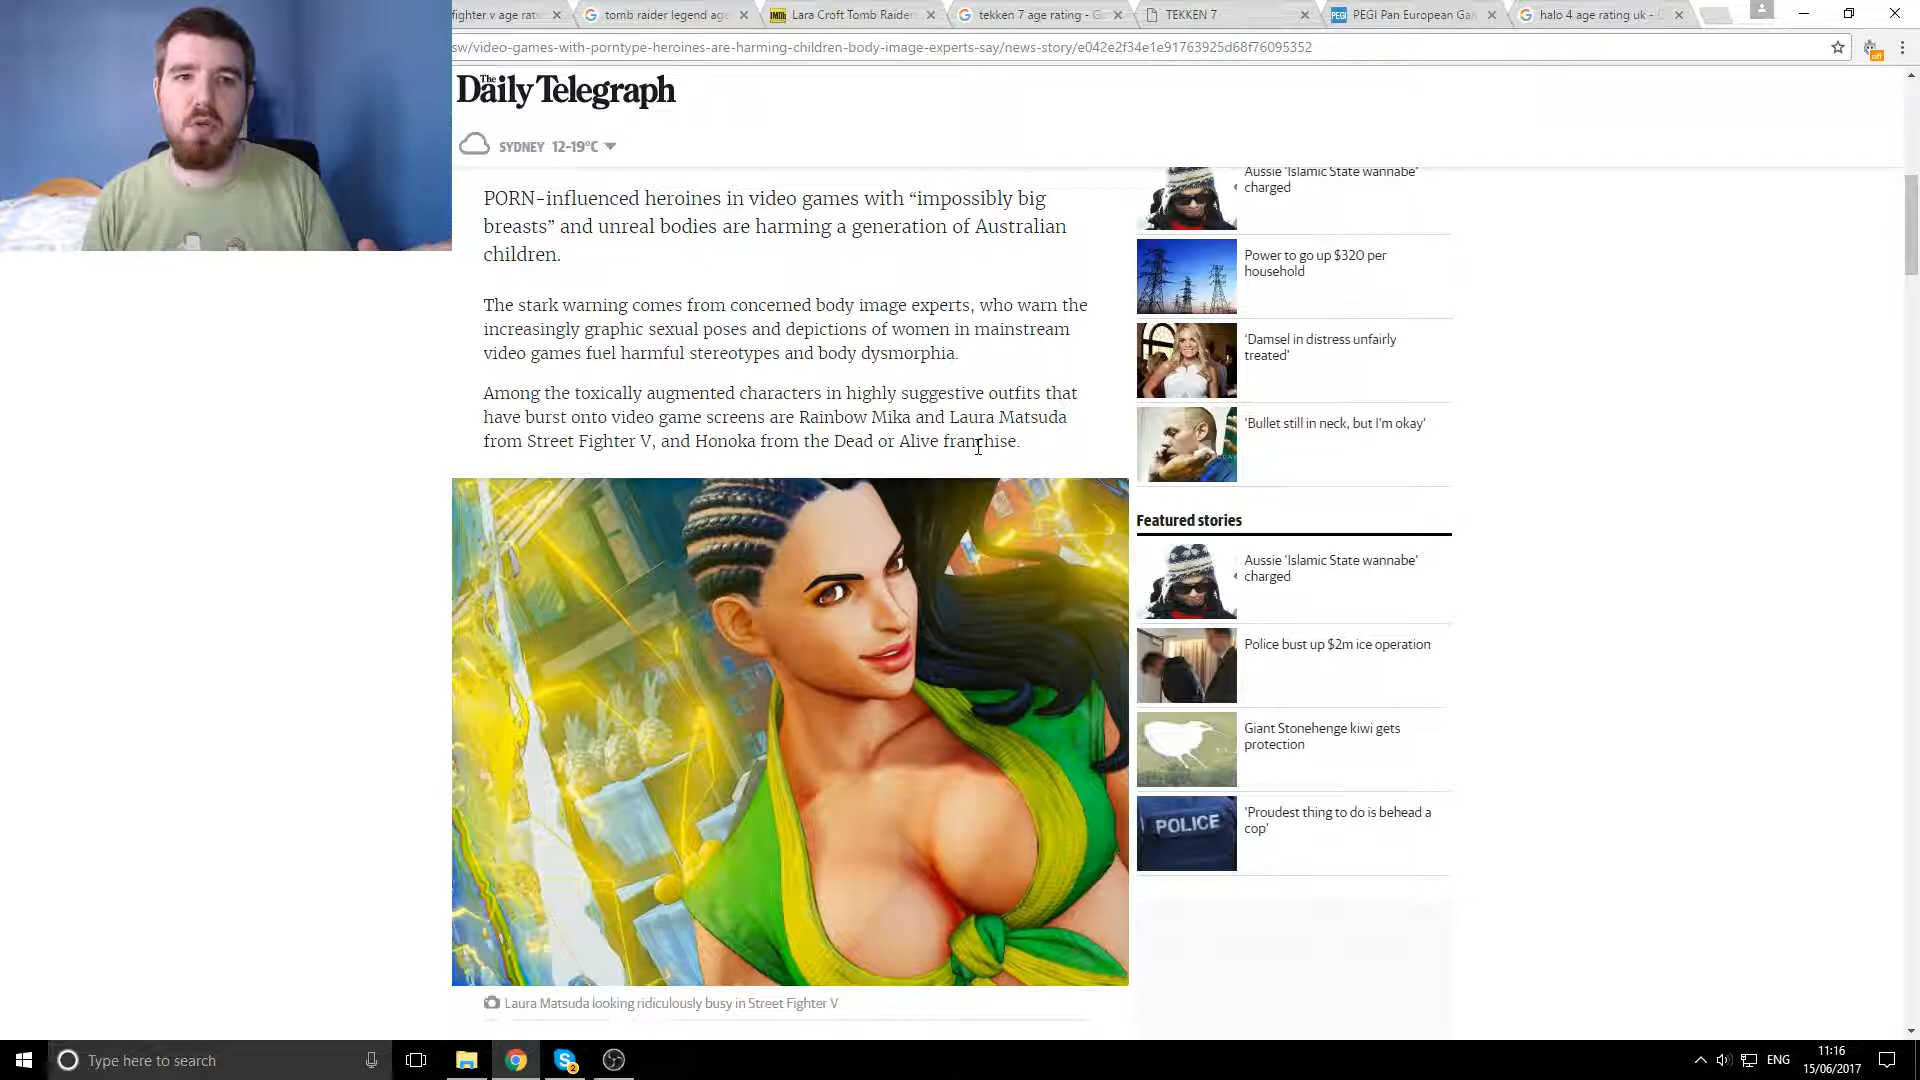 fighter v age rati
tomb raider legend age
Lara Croft Tomb Raider
tekken 7 age rating - G
TEKKEN 7
PEGI Pan European Ga
halo 4 age rating uk -
sw/video-games-with-porntype-heroines-are-harming-children-body-image-experts-say/news-story/e042e2f34e1e91763925d68f76095352
off
The Daily Telegraph
SYDNEY 12-19°C
PORN-influenced heroines in video games with “impossibly big
breasts” and unreal bodies are harming a generation of Australian
children.
The stark warning comes from concerned body image experts, who warn the
increasingly graphic sexual poses and depictions of women in mainstream
video games fuel harmful stereotypes and body dysmorphia.
Among the toxically augmented characters in highly suggestive outfits that
have burst onto video game screens are Rainbow Mika and Laura Matsuda
from Street Fighter V, and Honoka from the Dead or Alive franchise.
Laura Matsuda looking ridiculously busy in Street Fighter V
Aussie 'Islamic State wannabe'
charged
Power to go up $320 per
household
'Damsel in distress unfairly
treated'
'Bullet still in neck, but I'm okay'
Featured stories
Aussie 'Islamic State wannabe'
charged
Police bust up $2m ice operation
Giant Stonehenge kiwi gets
protection
POLICE
'Proudest thing to do is behead a
cop'
Type here to search
2
ENG
11:16
15/06/2017